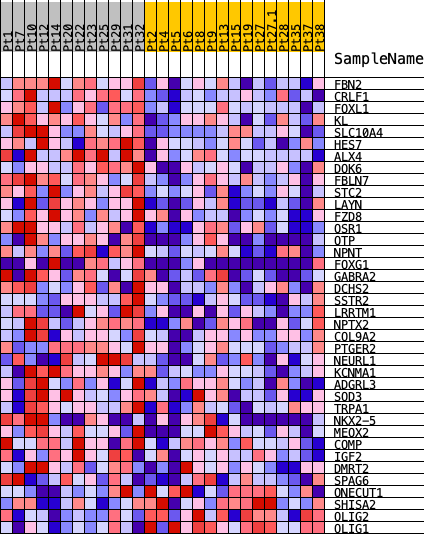 Pt1 Pt7 Pt10 Pt12 Pt14 Pt20 Pt22 Pt23 Pt25 Pt29 Pt31 Pt32 Pt2 Pt4 Pt5 Pt6 Pt8 Pt9 Pt13 Pt15 Pt19 Pt27 Pt27.1 Pt28 Pt37 Pt38
SampleName
FBN2
CRLF1
FOXL1
KL
SLC10A4
HES7
ALX4
DOK6
FBLN7
STC2
LAYN
FZD8
OSR1
OTP
NPNT
FOXG1
GABRA2
DCHS2
SSTR2
LRRTM1
NPTX2
COL9A2
PTGER2
NEURL1
KCNMA1
ADGRL3
SOD3
TRPA1
NKX2-5
MEOX2
COMP
IGF2
DMRT2
SPAG6
ONECUT1
SHISA2
OLIG2
OLIG1